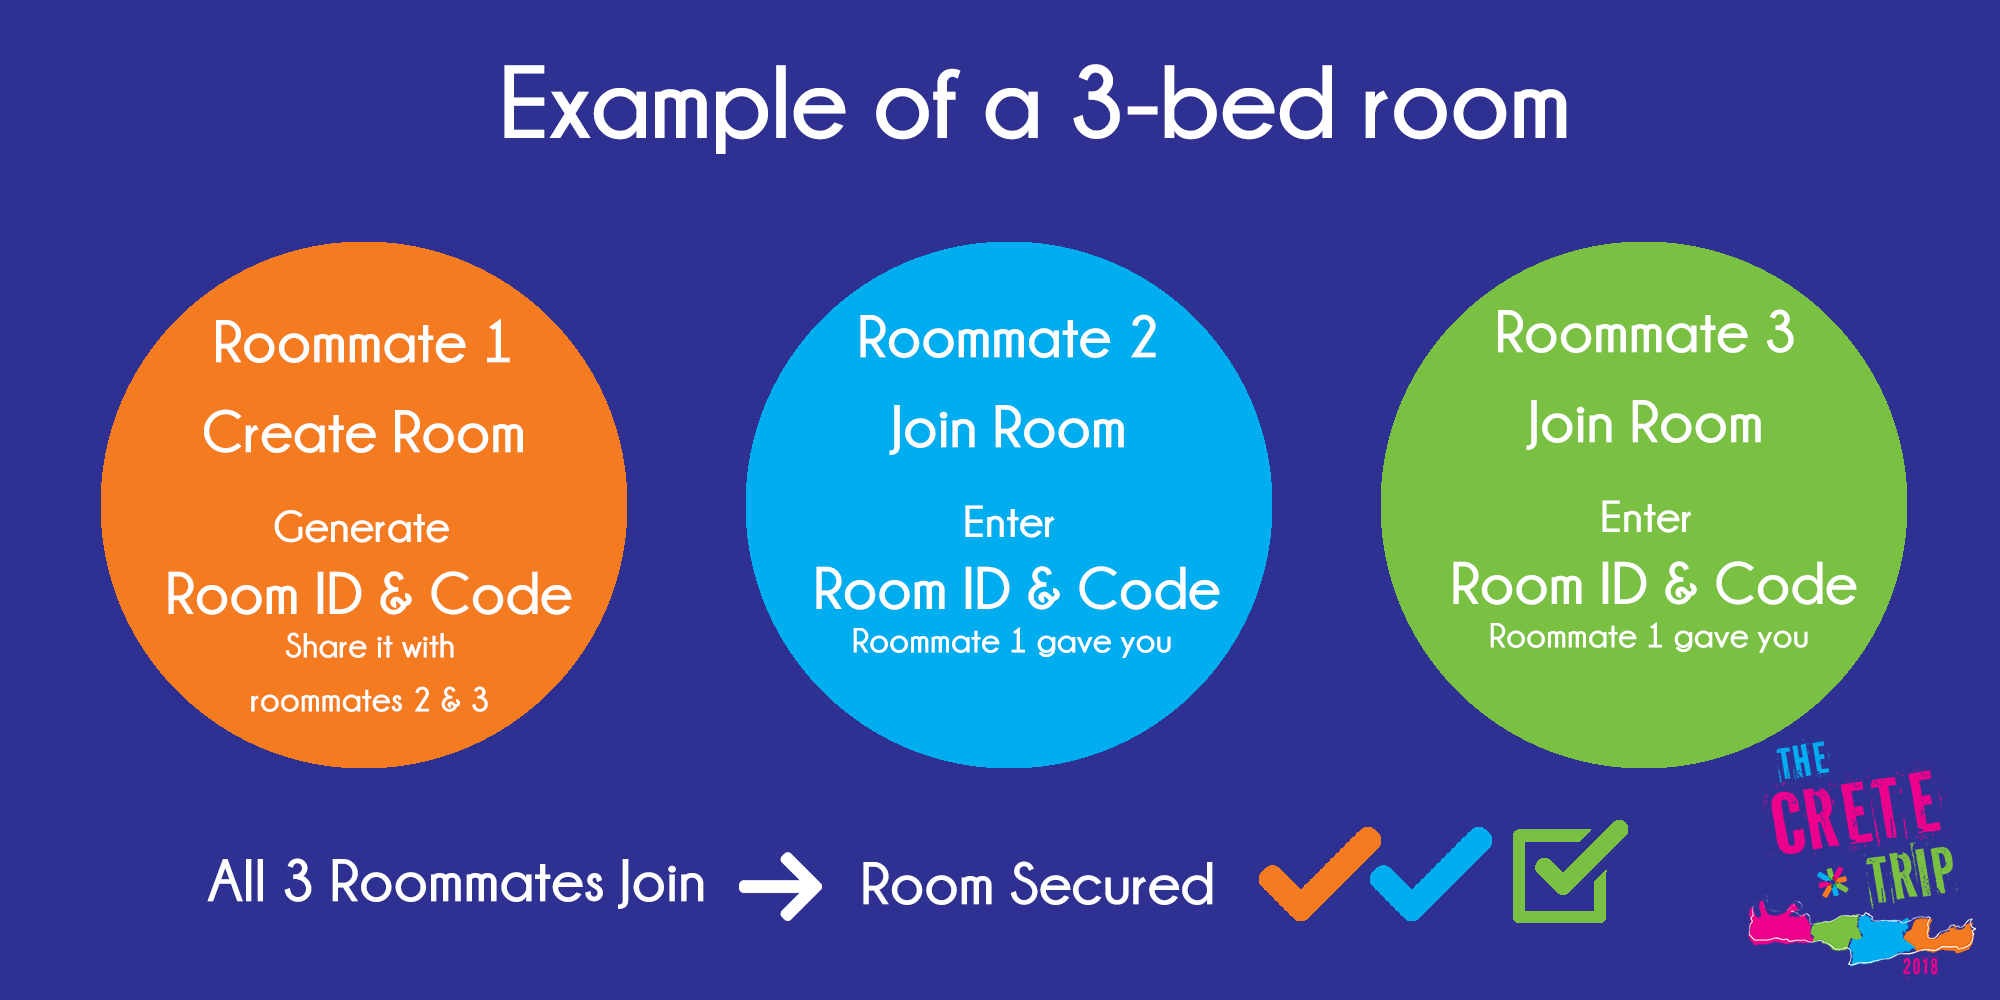 Example of a 3-bed room
Roommate 1
Create Room
Generate
Room ID & Code
Share it with
roommates 2 & 3
Roommate 2
Join Room
Enter
Room ID & Code
Roommate 1 gave you
Roommate 3
Join Room
Enter
Room ID & Code
Roommate 1 gave you
All 3 Roommates Join
Room Secured
THE
CRETE
TRIP
2018